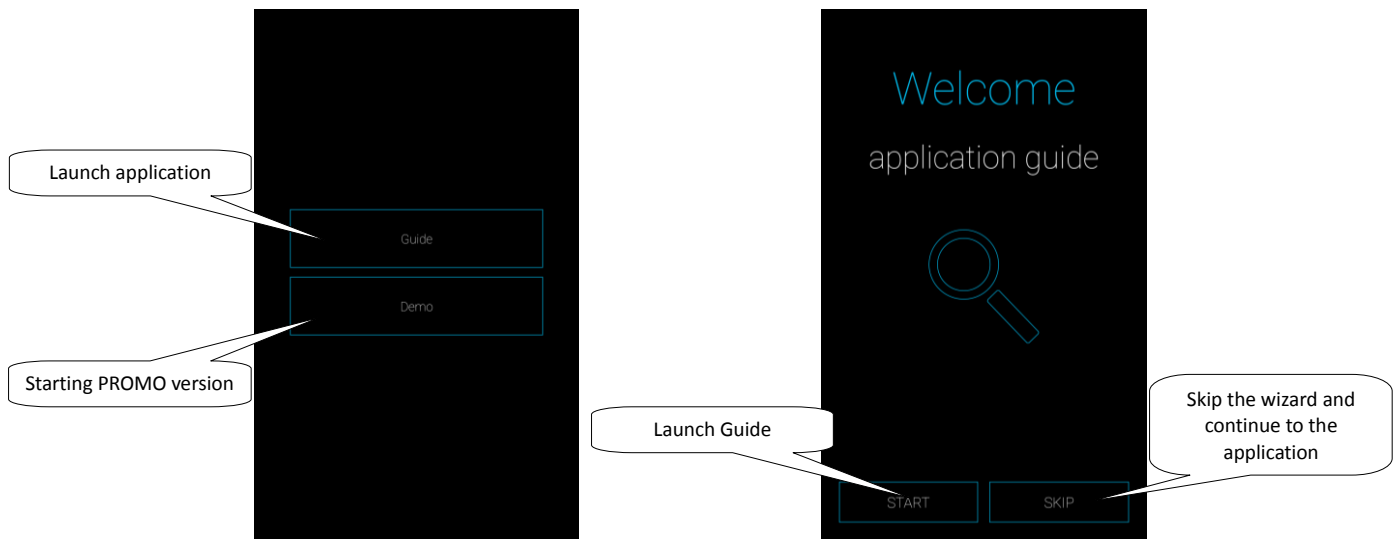 Launch application
Guide
Demo
Starting PROMO version
Welcome
application guide
Launch Guide
START
SKIP
Skip the wizard and
continue to the
application